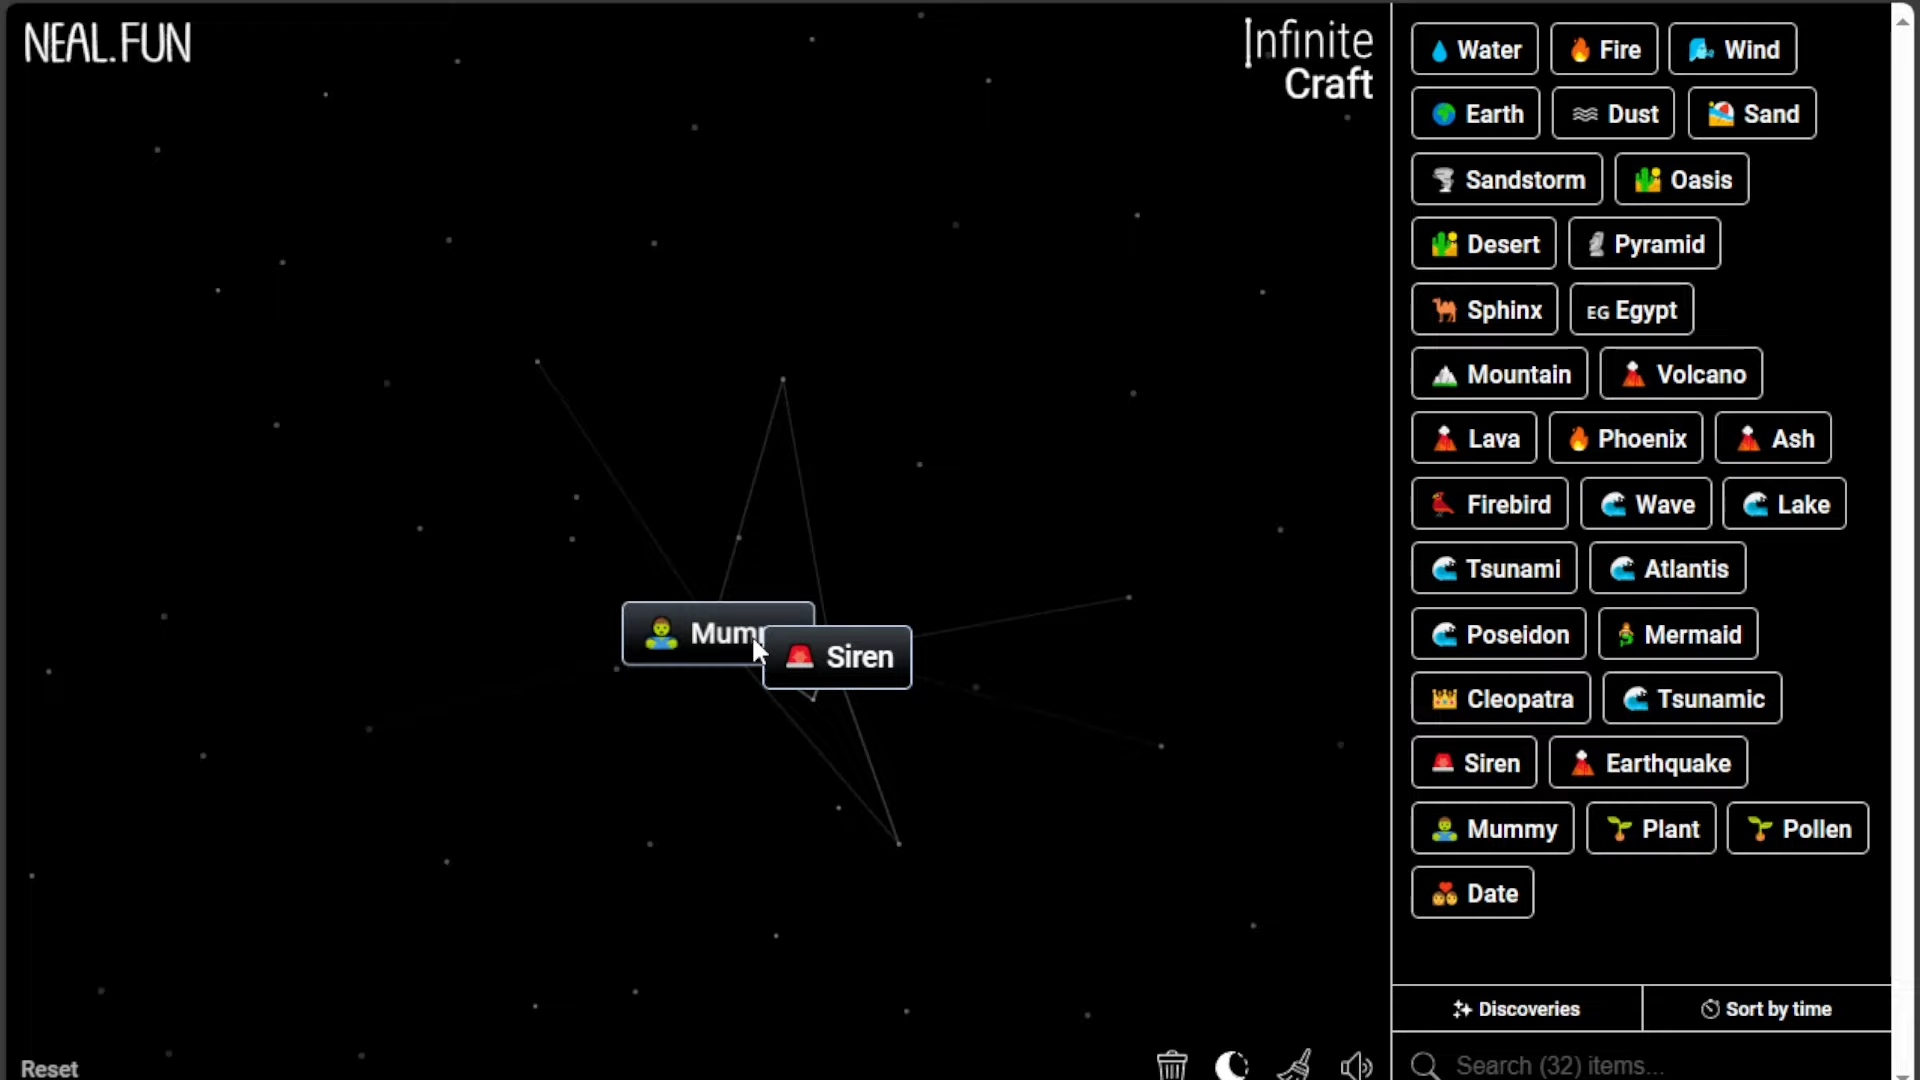 NEAL.FUN
Infinite
Craft
Water Fire Wind
Earth Dust Sand
Sandstorm Oasis
Desert Pyramid
Sphinx EG Egypt
Mountain Volcano
Lava Phoenix Ash
Firebird Wave Lake
Tsunami Atlantis
Poseidon Mermaid
Cleopatra Tsunamic
Siren Earthquake
Mummy Plant Pollen
Date
Mum
Siren
Discoveries Sort by time
Search (32) items...
Reset